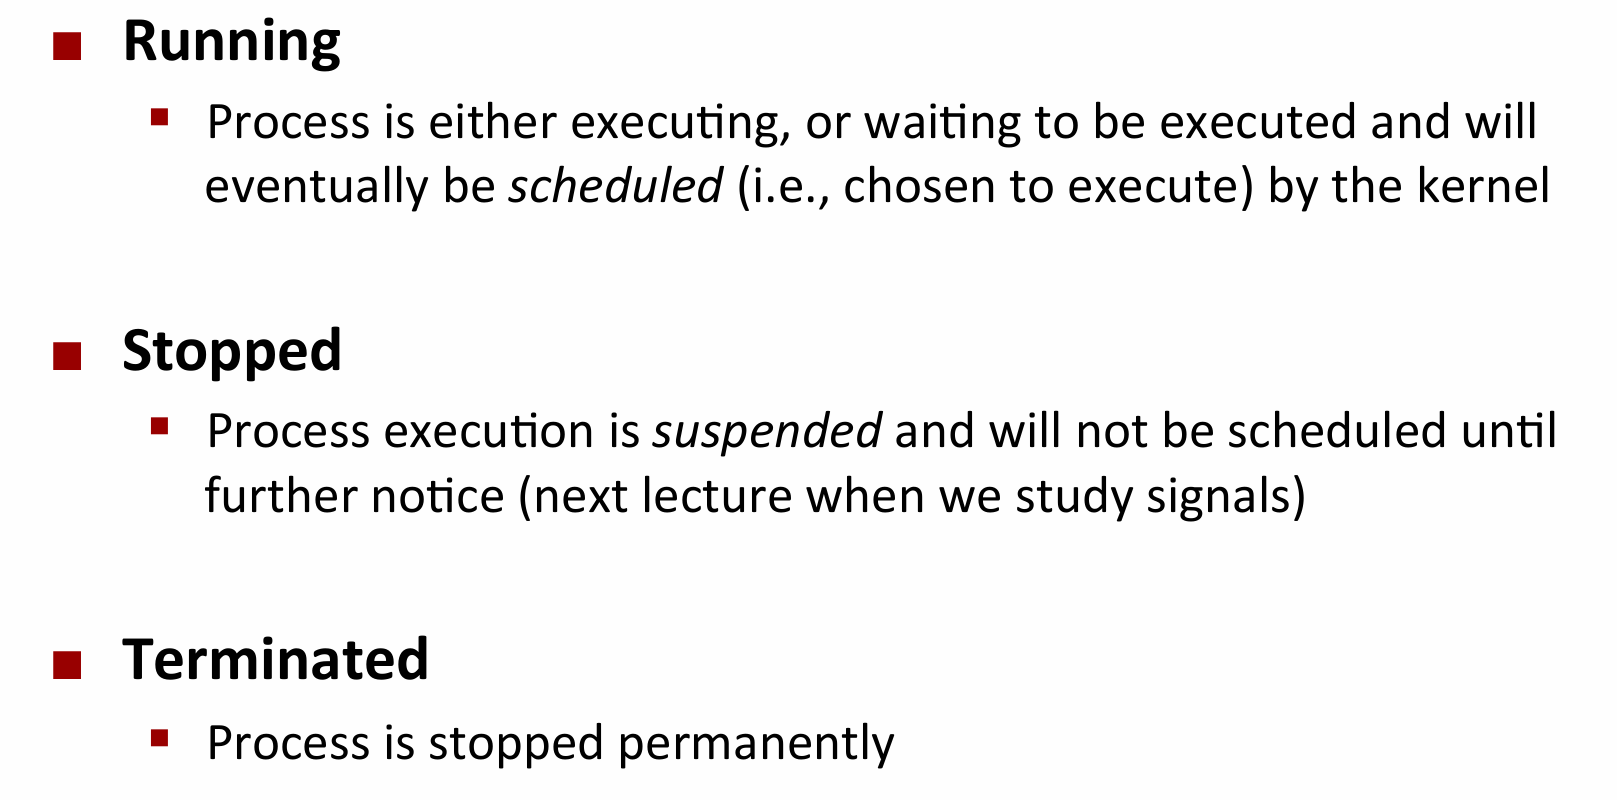 Running
Process is either executing, or waiting to be executed and will
eventually be scheduled (i.e., chosen to execute) by the kernel
Stopped
Process execution is suspended and will not be scheduled until
further notice (next lecture when we study signals)
Terminated
Process is stopped permanently